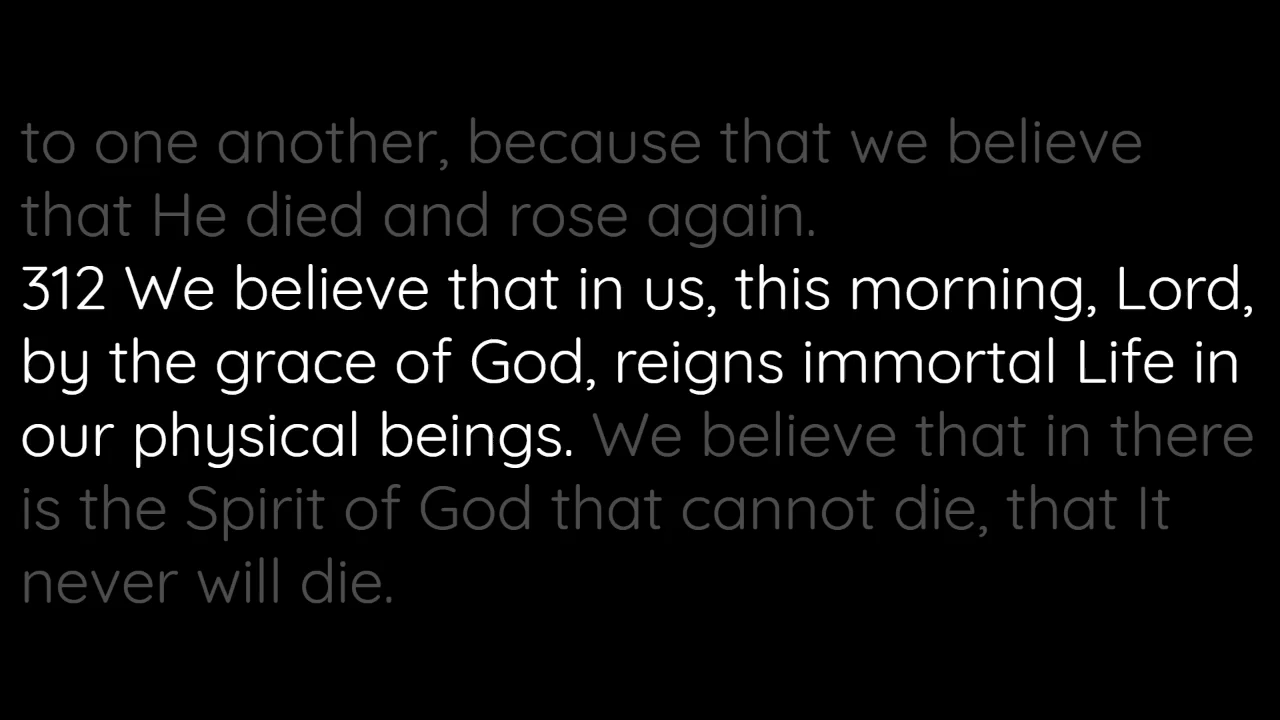 to one another, because that we believe
that He died and rose again.
312 We believe that in us, this morning, Lord,
by the grace of God, reigns immortal Life in
our physical beings. We believe that in there
is the Spirit of God that cannot die, that It
never will die.